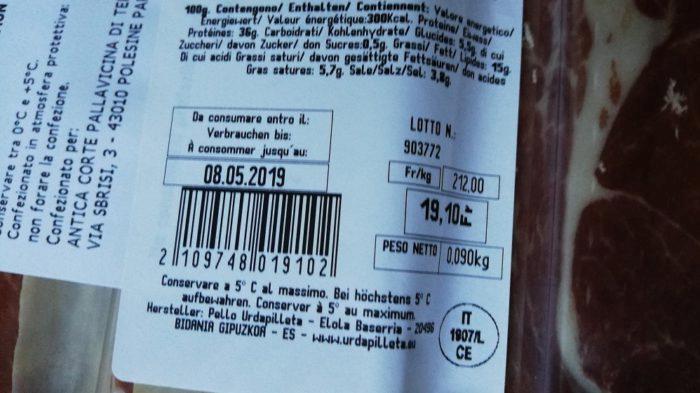 onservare tra 0°C e +5°C.
Confezionato in atmosfera protettiva:
non forare la confezione.
Confezionato per:
ANTICA CORTE PALLAVICINA DI
VIA SBRISI, 3 - 43010 POLESINE PA
100g. Contengono/ Enthalten/ Contiennent: Valore energetico/
Energiewert/ Valeur énergétique:300Kcal. Proteine/ Eiweiss/
Protéines: 36g. Carboidrati/ Kohlenhydrate/ Glucides: 5,5g di cui
Zuccheri/ davon Zucker/ don Sucres:0,5g. Grassi/ Fett/ Lipides: 15g.
Di cui acidi Grassi saturi/ davon gesättigte Fettsäuren/ don acides
Gras satures: 5,7g. Sale/Salz/Sel: 3,8g.
Da consumare entro il:
Verbrauchen bis:
À consommer jusqu'au:
08.05.2019
LOTTO N.:
903772
Fr/kg 212,00
19,10Fr
PESO NETTO 0,090kg
2 109748 019102
Conservare a 5° C al massimo. Bei höchstens 5° C
aufbewahren. Conserver à 5° au maximum.
Hersteller: Pello Urdapilleta - Elola Baserria - 20496
BIDANIA GIPUZKOA - ES - www.urdapilleta.eu
IT
1907/L
CE